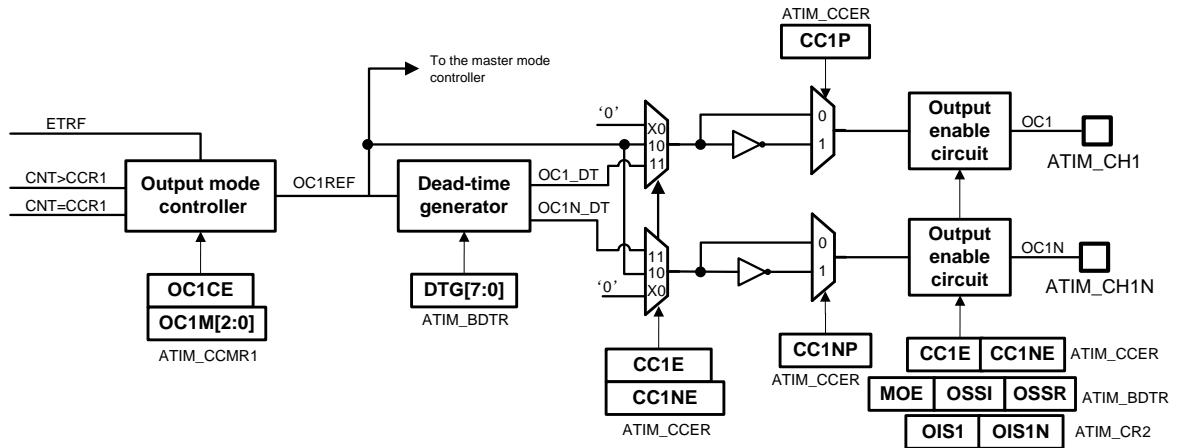 ATIM_CCER
CC1P
To the master mode
controller
ETRF
CNT>CCR1
CNT=CCR1
Output mode
controller
OC1REF
Dead-time
generator
OC1_DT
OC1N_DT
‘0’
X0
10
11
0
1
Output
enable
circuit
OC1
ATIM_CH1
11
10
X0
‘0’
0
1
Output
enable
circuit
OC1N
ATIM_CH1N
OC1CE
OC1M[2:0]
ATIM_CCMR1
DTG[7:0]
ATIM_BDTR
CC1E
CC1NE
ATIM_CCER
CC1NP
ATIM_CCER
CC1E CC1NE ATIM_CCER
MOE OSSI OSSR ATIM_BDTR
OIS1 OIS1N ATIM_CR2